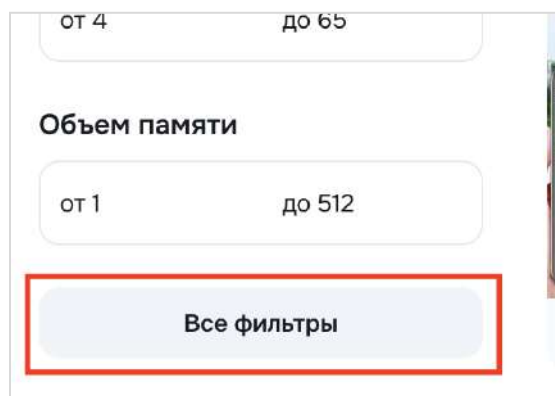 от 4 до 65
Объем памяти
от 1 до 512
Все фильтры